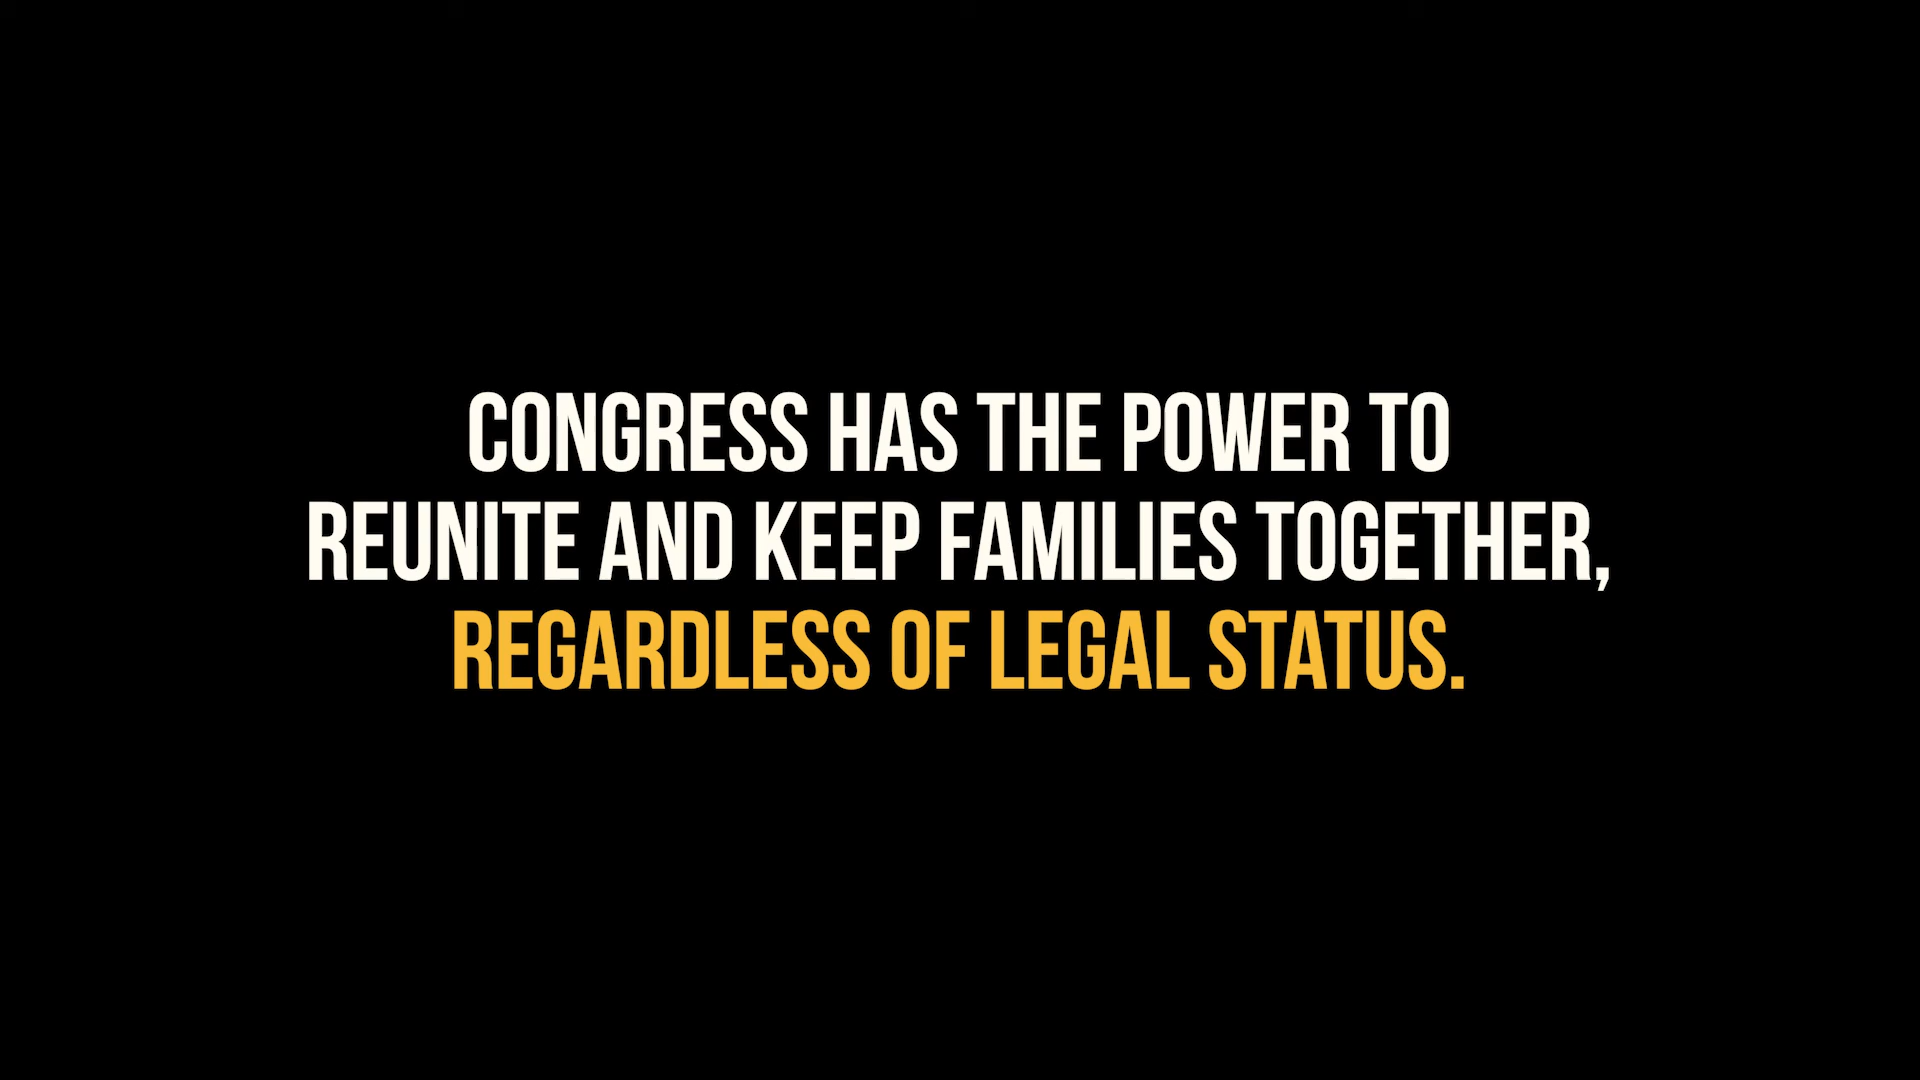 CONGRESS HAS THE POWER TO
REUNITE AND KEEP FAMILIES TOGETHER,
REGARDLESS OF LEGAL STATUS.